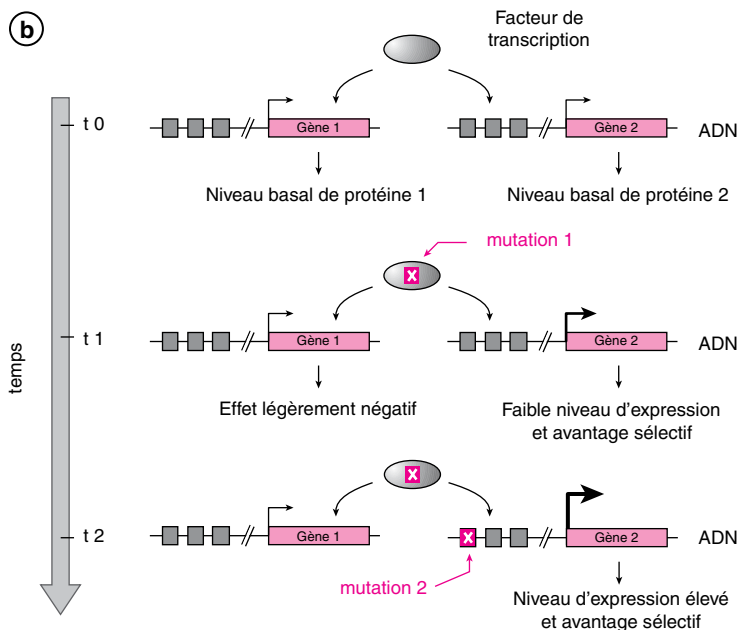 b
Facteur de
transcription
temps
t 0
Gène 1
Gène 2
ADN
Niveau basal de protéine 1
Niveau basal de protéine 2
mutation 1
X
t 1
Gène 1
Gène 2
ADN
Effet légèrement négatif
Faible niveau d'expression
et avantage sélectif
X
t 2
Gène 1
X
Gène 2
ADN
mutation 2
Niveau d'expression élevé
et avantage sélectif